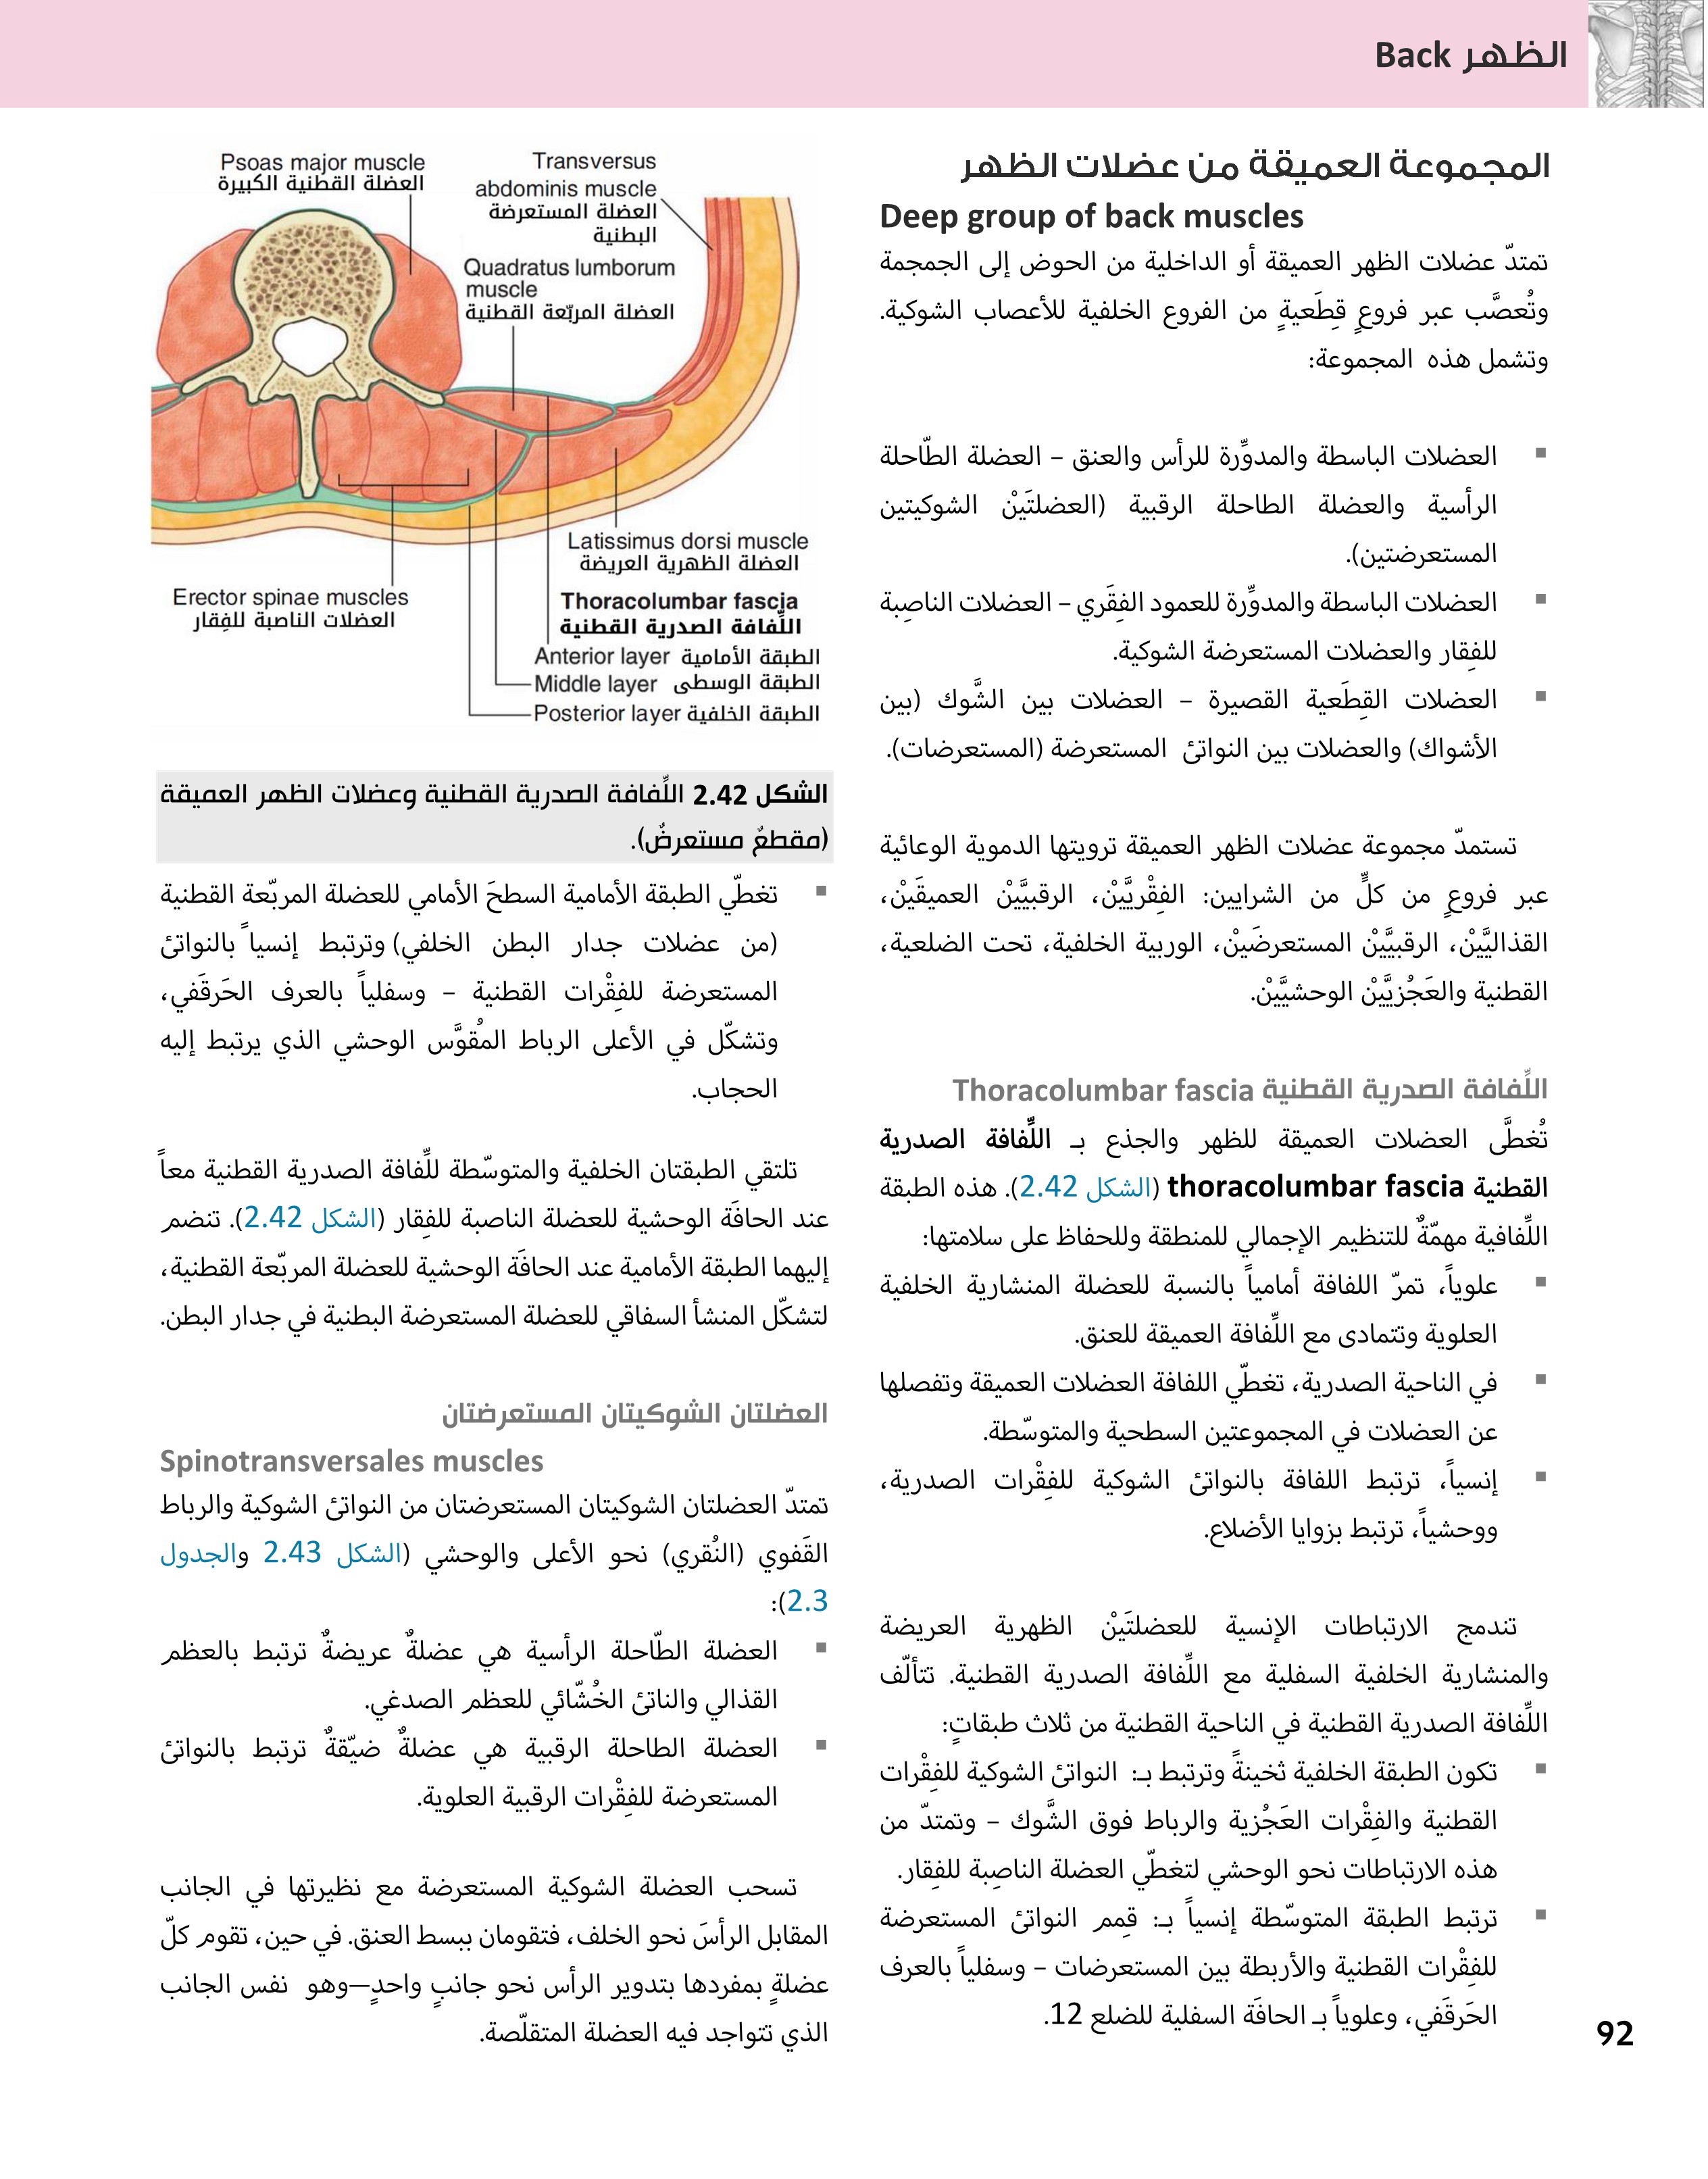 الظهر Back
المجموعة العميقة من عضلات الظهر
Deep group of back muscles
تمتدّ عضلات الظهر العميقة أو الداخلية من الحوض إلى الجمجمة
وتُعصَّب عبر فروعٍ قِطَعيةٍ من الفروع الخلفية للأعصاب الشوكية.
وتشمل هذه المجموعة:
▪ العضلات الباسطة والمدوِّرة للرأس والعنق – العضلة الطّاحلة
الرأسية والعضلة الطاحلة الرقبية (العضلتَيْن الشوكيتين
المستعرضتين).
▪ العضلات الباسطة والمدوِّرة للعمود الفِقَري – العضلات الناصِبة
للفِقار والعضلات المستعرضة الشوكية.
▪ العضلات القِطَعية القصيرة – العضلات بين الشَّوك (بين
الأشواك) والعضلات بين النواتئ المستعرضة (المستعرضات).
تستمدّ مجموعة عضلات الظهر العميقة ترويتها الدموية الوعائية
عبر فروعٍ من كلٍّ من الشرايين: الفِقْريَّيْن، الرقبيَّيْن العميقَيْن،
القذاليَّيْن، الرقبيَّيْن المستعرضَيْن، الوربية الخلفية، تحت الضلعية،
القطنية والعَجُزيَّيْن الوحشيَّيْن.
اللِّفافة الصدرية القطنية Thoracolumbar fascia
تُغطَّى العضلات العميقة للظهر والجذع بـ اللِّفافة الصدرية
القطنية thoracolumbar fascia (الشكل 2.42). هذه الطبقة
اللِّفافية مهمّةٌ للتنظيم الإجمالي للمنطقة وللحفاظ على سلامتها:
▪ علوياً، تمرّ اللفافة أمامياً بالنسبة للعضلة المنشارية الخلفية
العلوية وتتمادى مع اللِّفافة العميقة للعنق.
▪ في الناحية الصدرية، تغطّي اللفافة العضلات العميقة وتفصلها
عن العضلات في المجموعتين السطحية والمتوسّطة.
▪ إنسياً، ترتبط اللفافة بالنواتئ الشوكية للفِقْرات الصدرية،
ووحشياً، ترتبط بزوايا الأضلاع.
تندمج الارتباطات الإنسية للعضلتَيْن الظهرية العريضة
والمنشارية الخلفية السفلية مع اللِّفافة الصدرية القطنية. تتألّف
اللِّفافة الصدرية القطنية في الناحية القطنية من ثلاث طبقاتٍ:
▪ تكون الطبقة الخلفية ثخينةً وترتبط بـ: النواتئ الشوكية للفِقْرات
القطنية والفِقْرات العَجُزية والرباط فوق الشَّوك – وتمتدّ من
هذه الارتباطات نحو الوحشي لتغطّي العضلة الناصِبة للفِقار.
▪ ترتبط الطبقة المتوسّطة إنسياً بـ: قِمم النواتئ المستعرضة
للفِقْرات القطنية والأربطة بين المستعرضات – وسفلياً بالعرف
الحَرقَفي، وعلوياً بـ الحافَة السفلية للضلع 12.
Psoas major muscle
العضلة القطنية الكبيرة
Transversus
abdominis muscle
العضلة المستعرضة
البطنية
Quadratus lumborum
muscle
العضلة المربّعة القطنية
Latissimus dorsi muscle
العضلة الظهرية العريضة
Erector spinae muscles
العضلات الناصبة للفِقار
Thoracolumbar fascia
اللِّفافة الصدرية القطنية
Anterior layer الطبقة الأمامية
Middle layer الطبقة الوسطى
Posterior layer الطبقة الخلفية
الشكل 2.42 اللِّفافة الصدرية القطنية وعضلات الظهر العميقة
(مقطعٌ مستعرضٌ).
▪ تغطّي الطبقة الأمامية السطحَ الأمامي للعضلة المربّعة القطنية
(من عضلات جدار البطن الخلفي) وترتبط إنسياً بالنواتئ
المستعرضة للفِقْرات القطنية – وسفلياً بالعرف الحَرقَفي،
وتشكّل في الأعلى الرباط المُقوَّس الوحشي الذي يرتبط إليه
الحجاب.
تلتقي الطبقتان الخلفية والمتوسّطة للِّفافة الصدرية القطنية معاً
عند الحافَة الوحشية للعضلة الناصبة للفِقار (الشكل 2.42). تنضم
إليهما الطبقة الأمامية عند الحافَة الوحشية للعضلة المربّعة القطنية،
لتشكّل المنشأ السفاقي للعضلة المستعرضة البطنية في جدار البطن.
العضلتان الشوكيتان المستعرضتان
Spinotransversales muscles
تمتدّ العضلتان الشوكيتان المستعرضتان من النواتئ الشوكية والرباط
القَفوي (النُقري) نحو الأعلى والوحشي (الشكل 2.43 والجدول
2.3):
▪ العضلة الطّاحلة الرأسية هي عضلةٌ عريضةٌ ترتبط بالعظم
القذالي والناتئ الخُشّائي للعظم الصدغي.
▪ العضلة الطاحلة الرقبية هي عضلةٌ ضيّقةٌ ترتبط بالنواتئ
المستعرضة للفِقْرات الرقبية العلوية.
تسحب العضلة الشوكية المستعرضة مع نظيرتها في الجانب
المقابل الرأسَ نحو الخلف، فتقومان ببسط العنق. في حين، تقوم كلّ
عضلةٍ بمفردها بتدوير الرأس نحو جانبٍ واحدٍ—وهو نفس الجانب
الذي تتواجد فيه العضلة المتقلّصة.
92